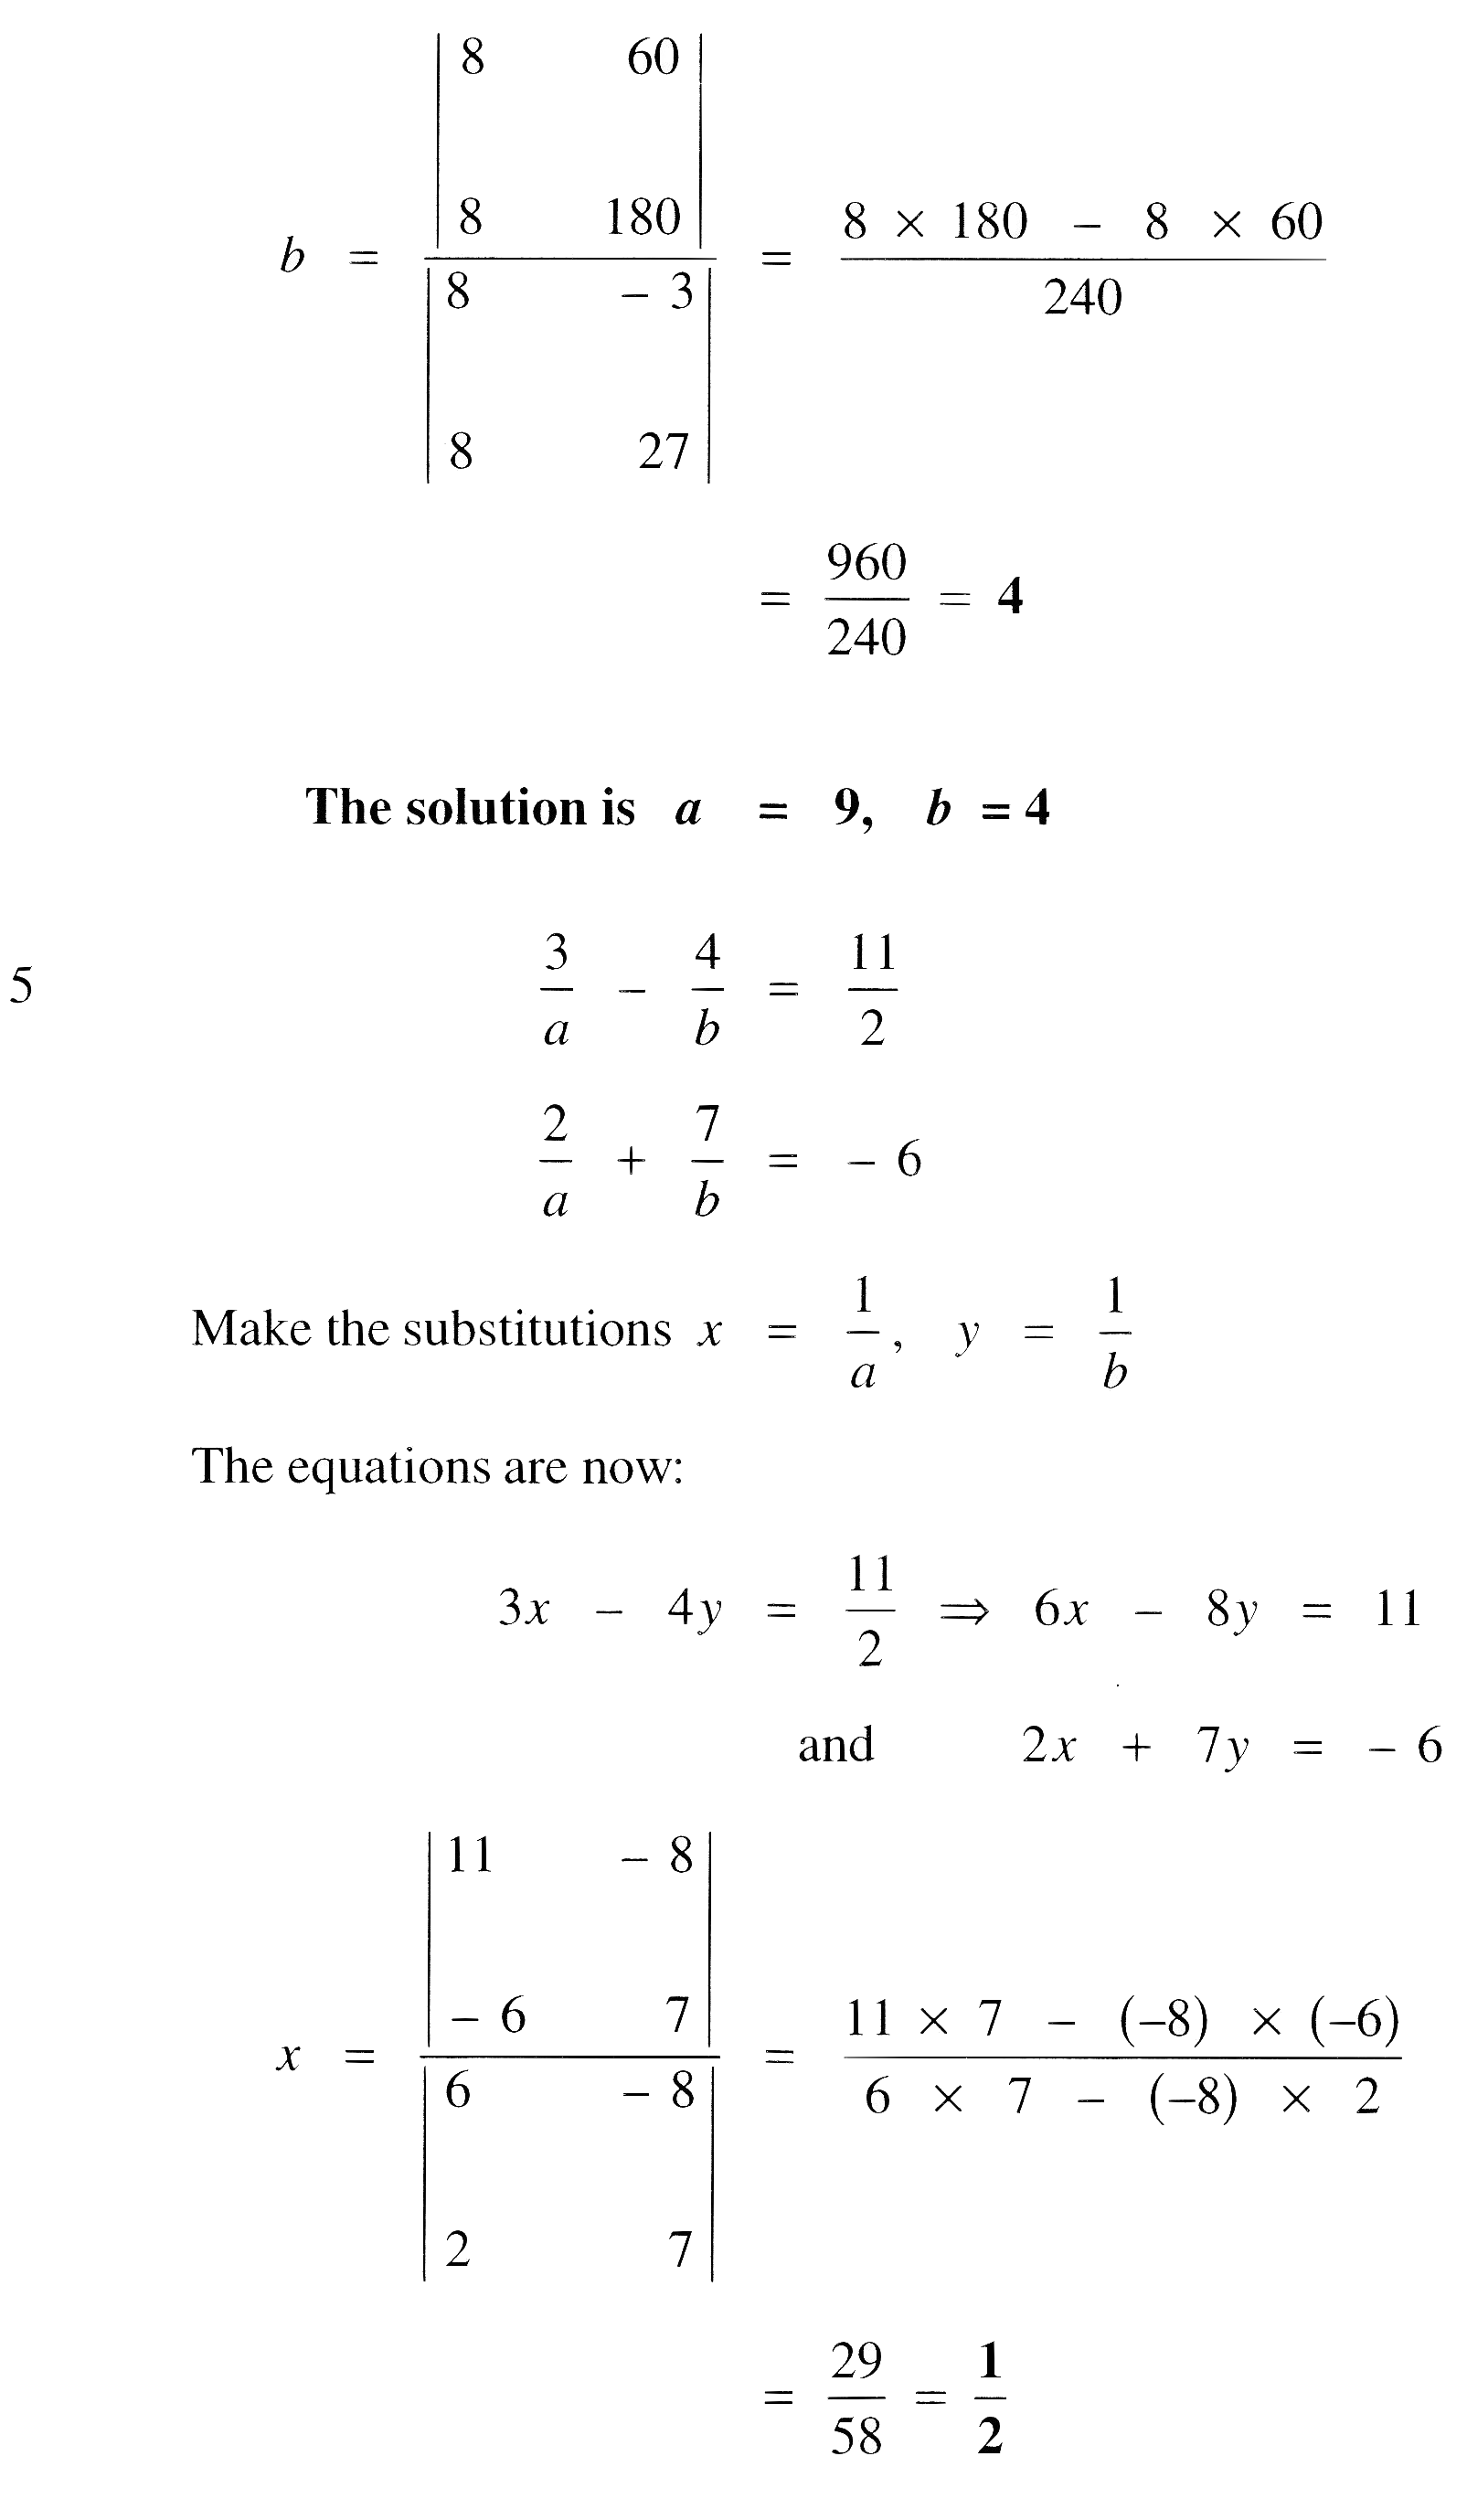 8 60
8 180
b = = 8 × 180 – 8 × 60
240
8 – 3
8 27
= 960/240 = 4
The solution is a = 9, b = 4
5 3/a – 4/b = 11/2
2/a + 7/b = – 6
Make the substitutions x = 1/a, y = 1/b
The equations are now:
3x – 4y = 11/2 ⇒ 6x – 8y = 11
and 2x + 7y = – 6
11 – 8
– 6 7
x = = 11 × 7 – (–8) × (–6)
6 × 7 – (–8) × 2
6 – 8
2 7
= 29/58 = 1/2